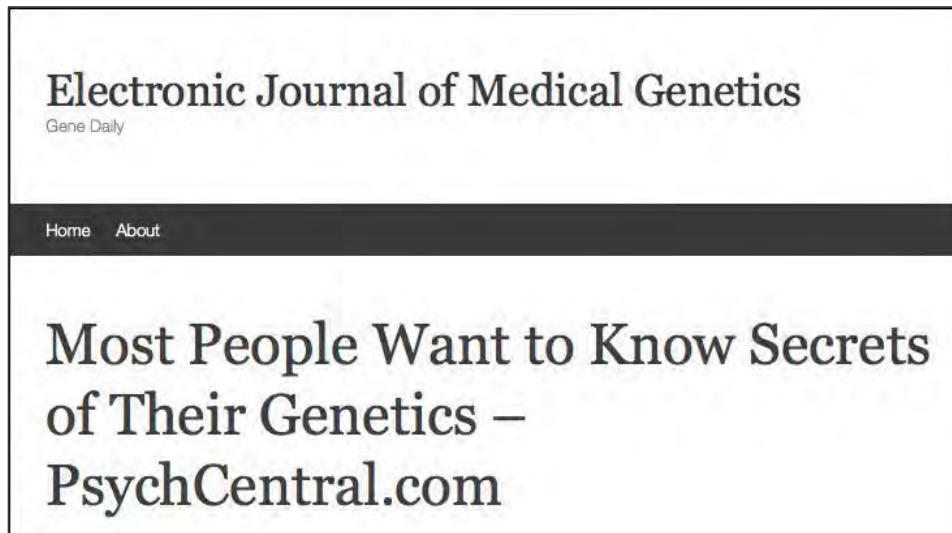 Electronic Journal of Medical Genetics
Gene Daily
Home About
Most People Want to Know Secrets
of Their Genetics –
PsychCentral.com